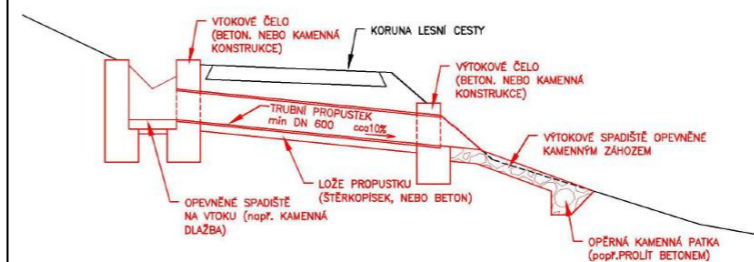 VTOKOVÉ ČELO
(BETON. NEBO KAMENNÁ
KONSTRUKCE)
KORUNA LESNÍ CESTY
VÝTOKOVÉ ČELO
(BETON. NEBO KAMENNÁ
KONSTRUKCE)
TRUBNÍ PROPUSTEK
min DN 600 cca10%
VÝTOKOVÉ SPADIŠTĚ OPEVNĚNÉ
KAMENNÝM ZÁHOZEM
LOŽE PROPUSTKU
(ŠTĚRKOPÍSEK, NEBO BETON)
OPEVNĚNÉ SPADIŠTĚ
NA VTOKU (např. KAMENNÁ
DLAŽBA)
OPĚRNÁ KAMENNÁ PATKA
(popř.PROLÍT BETONEM)